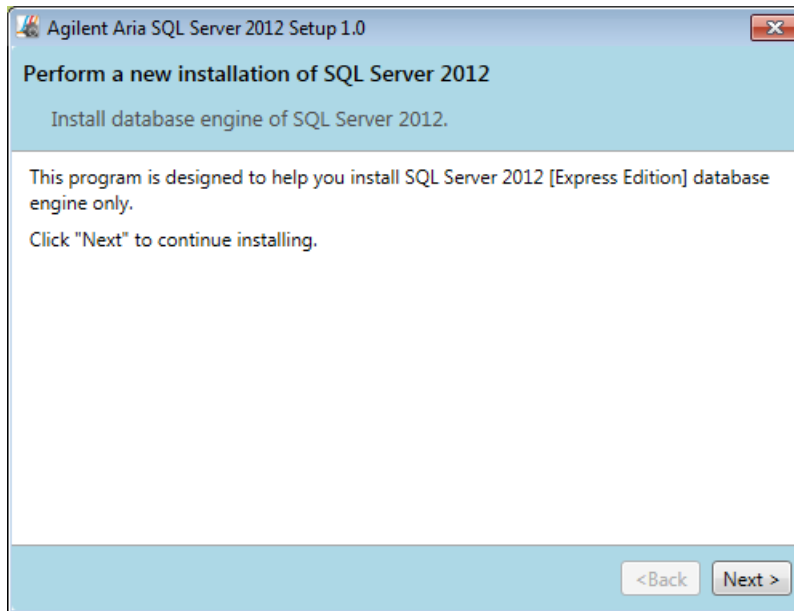 Agilent Aria SQL Server 2012 Setup 1.0
Perform a new installation of SQL Server 2012
Install database engine of SQL Server 2012.
This program is designed to help you install SQL Server 2012 [Express Edition] database
engine only.
Click "Next" to continue installing.
<Back Next >